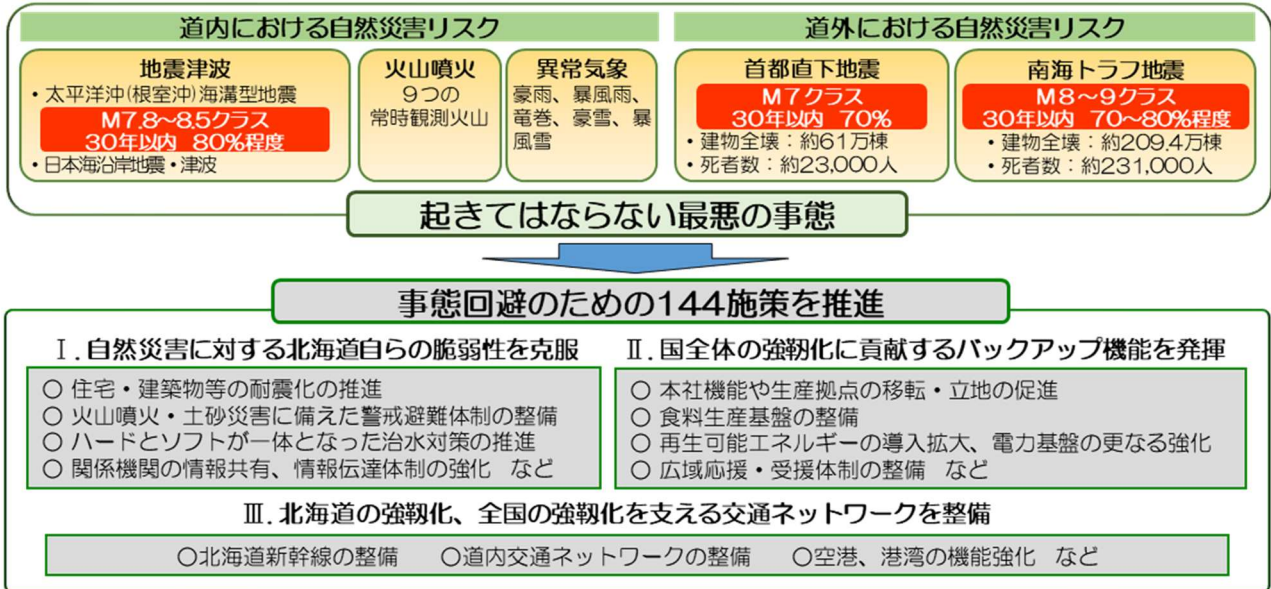 道内における自然災害リスク
地震津波
・太平洋沖(根室沖)海溝型地震
M7.8～8.5クラス
30年以内 80%程度
・日本海沿岸地震・津波
火山噴火
9つの
常時観測火山
異常気象
豪雨、暴風雨、
竜巻、豪雪、暴
風雪
道外における自然災害リスク
首都直下地震
M7クラス
30年以内 70%
・建物全壊：約61万棟
・死者数：約23,000人
南海トラフ地震
M8～9クラス
30年以内 70～80%程度
・建物全壊：約209.4万棟
・死者数：約231,000人
起きてはならない最悪の事態
事態回避のための144施策を推進
Ⅰ．自然災害に対する北海道自らの脆弱性を克服
○ 住宅・建築物等の耐震化の推進
○ 火山噴火・土砂災害に備えた警戒避難体制の整備
○ ハードとソフトが一体となった治水対策の推進
○ 関係機関の情報共有、情報伝達体制の強化 など
Ⅱ．国全体の強靱化に貢献するバックアップ機能を発揮
○ 本社機能や生産拠点の移転・立地の促進
○ 食料生産基盤の整備
○ 再生可能エネルギーの導入拡大、電力基盤の更なる強化
○ 広域応援・受援体制の整備 など
Ⅲ．北海道の強靱化、全国の強靱化を支える交通ネットワークを整備
○北海道新幹線の整備 ○道内交通ネットワークの整備 ○空港、港湾の機能強化 など